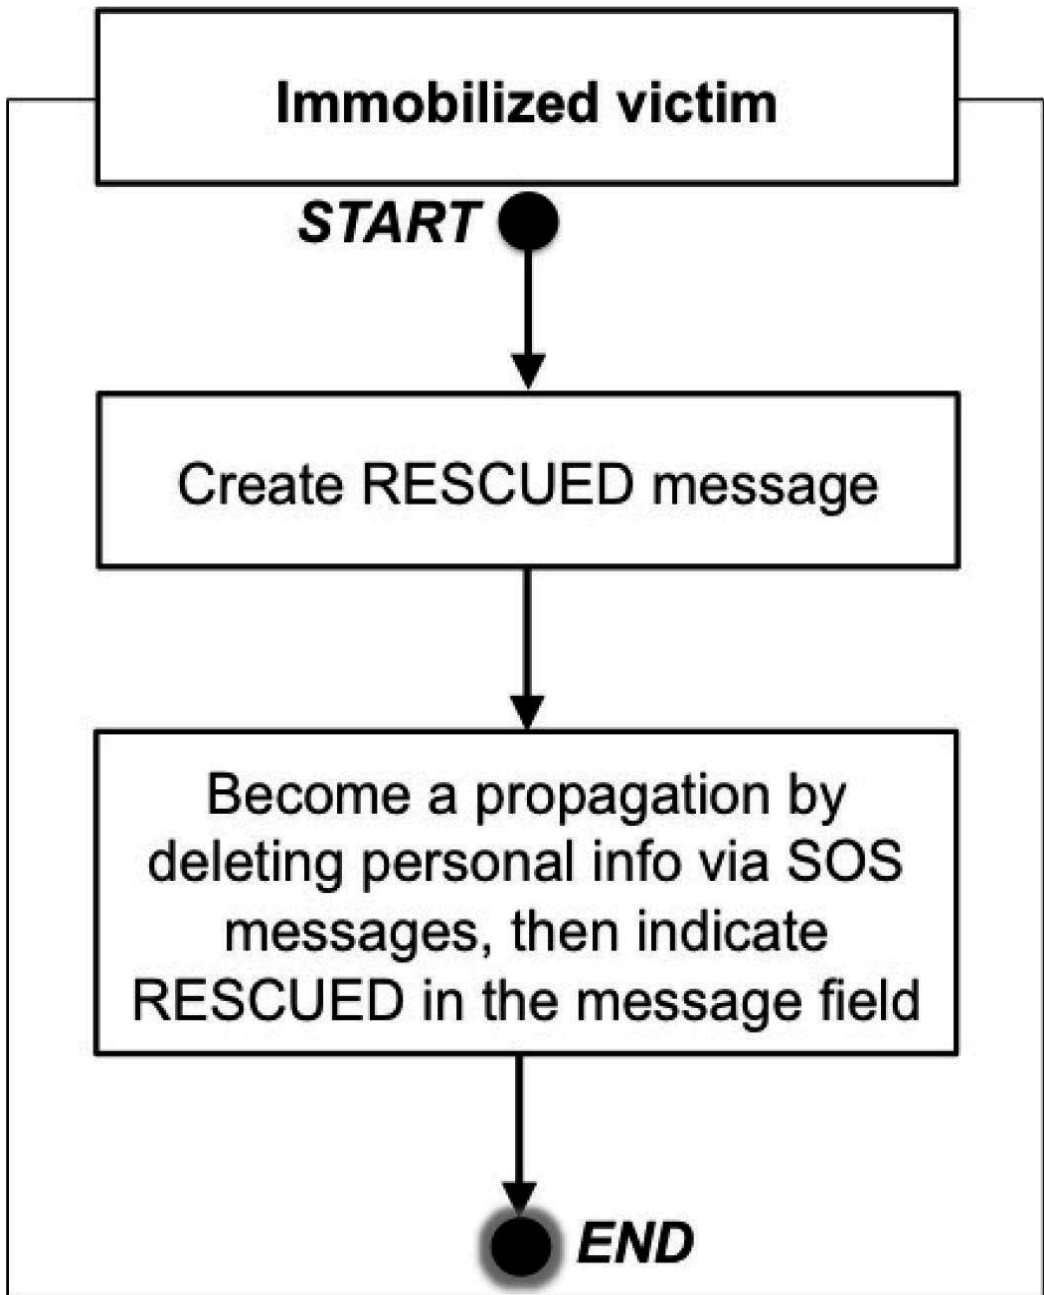 Immobilized victim
START
Create RESCUED message
Become a propagation by
deleting personal info via SOS
messages, then indicate
RESCUED in the message field
END